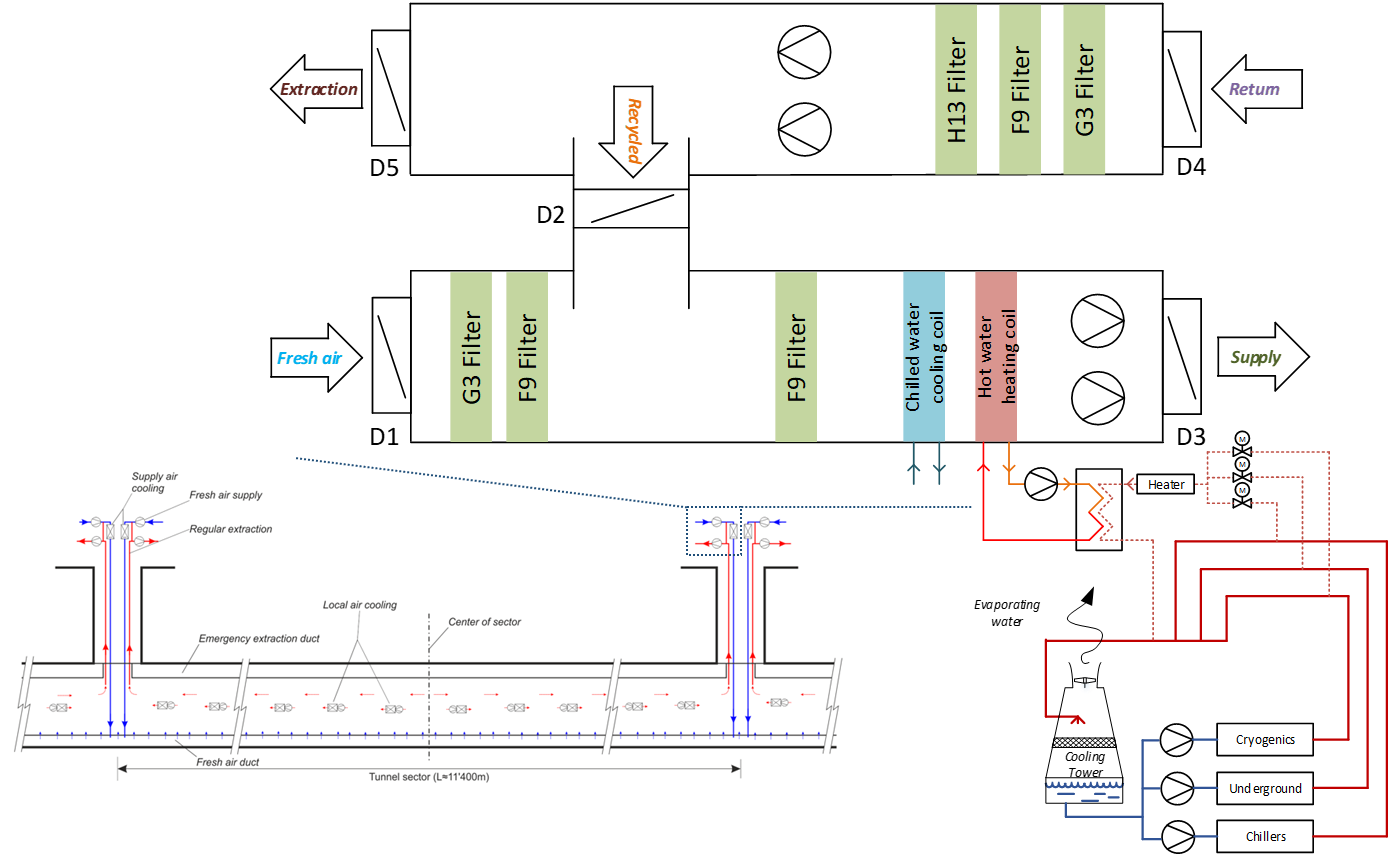 Extraction
Recycled
H13 Filter
F9 Filter
G3 Filter
Return
D5
D4
D2
Fresh air
G3 Filter
F9 Filter
F9 Filter
Chilled water
cooling coil
Hot water
heating coil
Supply
D1
D3
M
M
M
Heater
Supply air
cooling
Fresh air supply
Regular extraction
Local air cooling
Center of sector
Emergency extraction duct
Fresh air duct
Tunnel sector (L≈11'400m)
Evaporating
water
Cooling
Tower
Cryogenics
Underground
Chillers